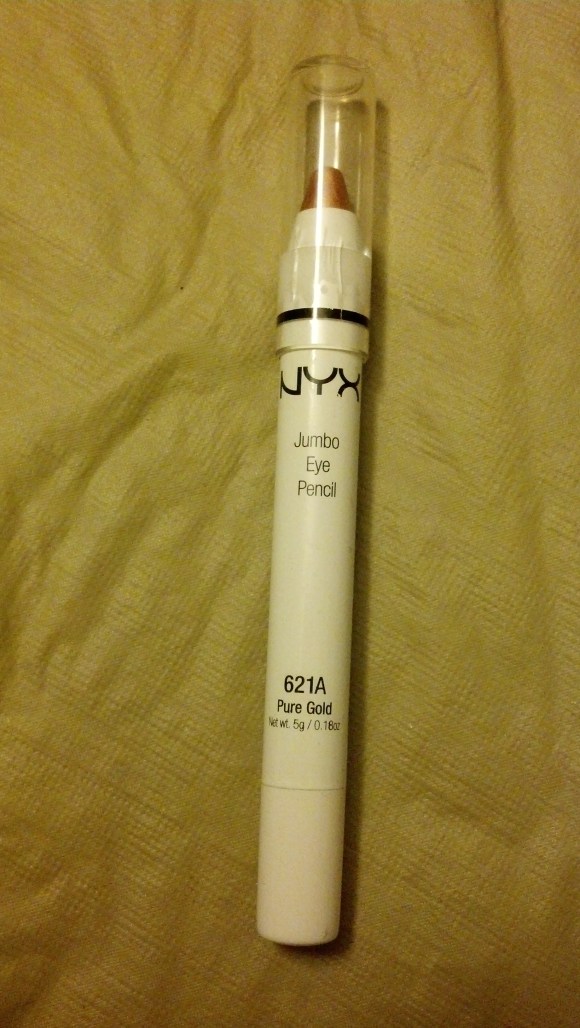 NYX
Jumbo
Eye
Pencil
621A
Pure Gold
Net wt. 5g / 0.18oz